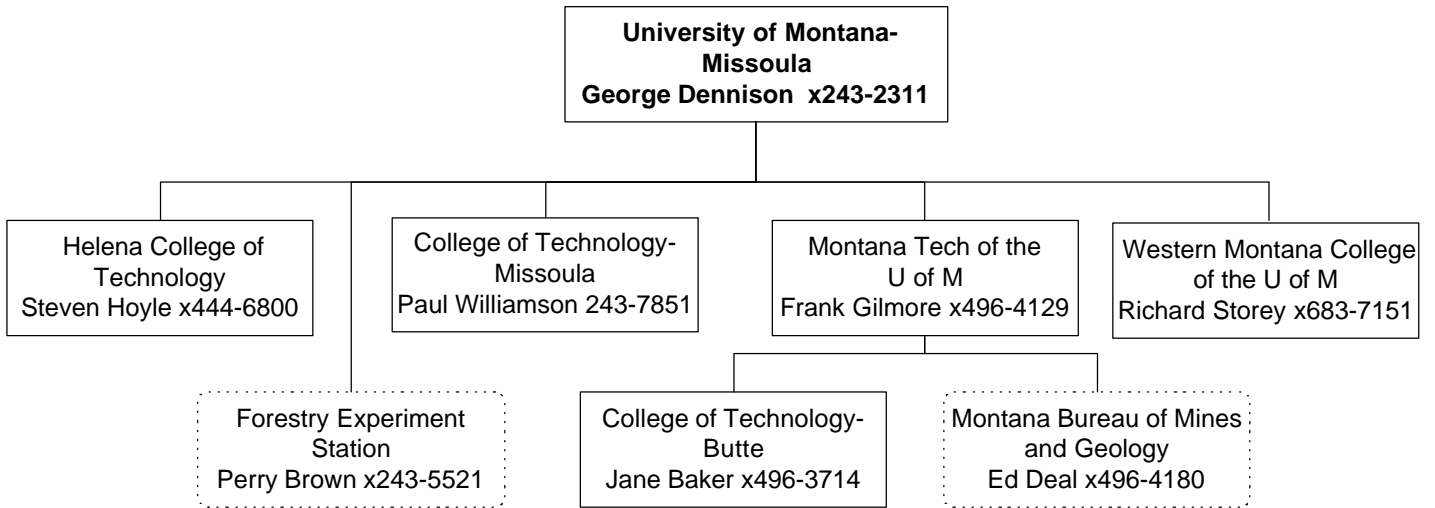 University of Montana-
Missoula
George Dennison  x243-2311
Helena College of
Technology
Steven Hoyle x444-6800
College of Technology-
Missoula
Paul Williamson 243-7851
Montana Tech of the
U of M
Frank Gilmore x496-4129
Western Montana College
of the U of M
Richard Storey x683-7151
Forestry Experiment
Station
Perry Brown x243-5521
College of Technology-
Butte
Jane Baker x496-3714
Montana Bureau of Mines
and Geology
Ed Deal x496-4180